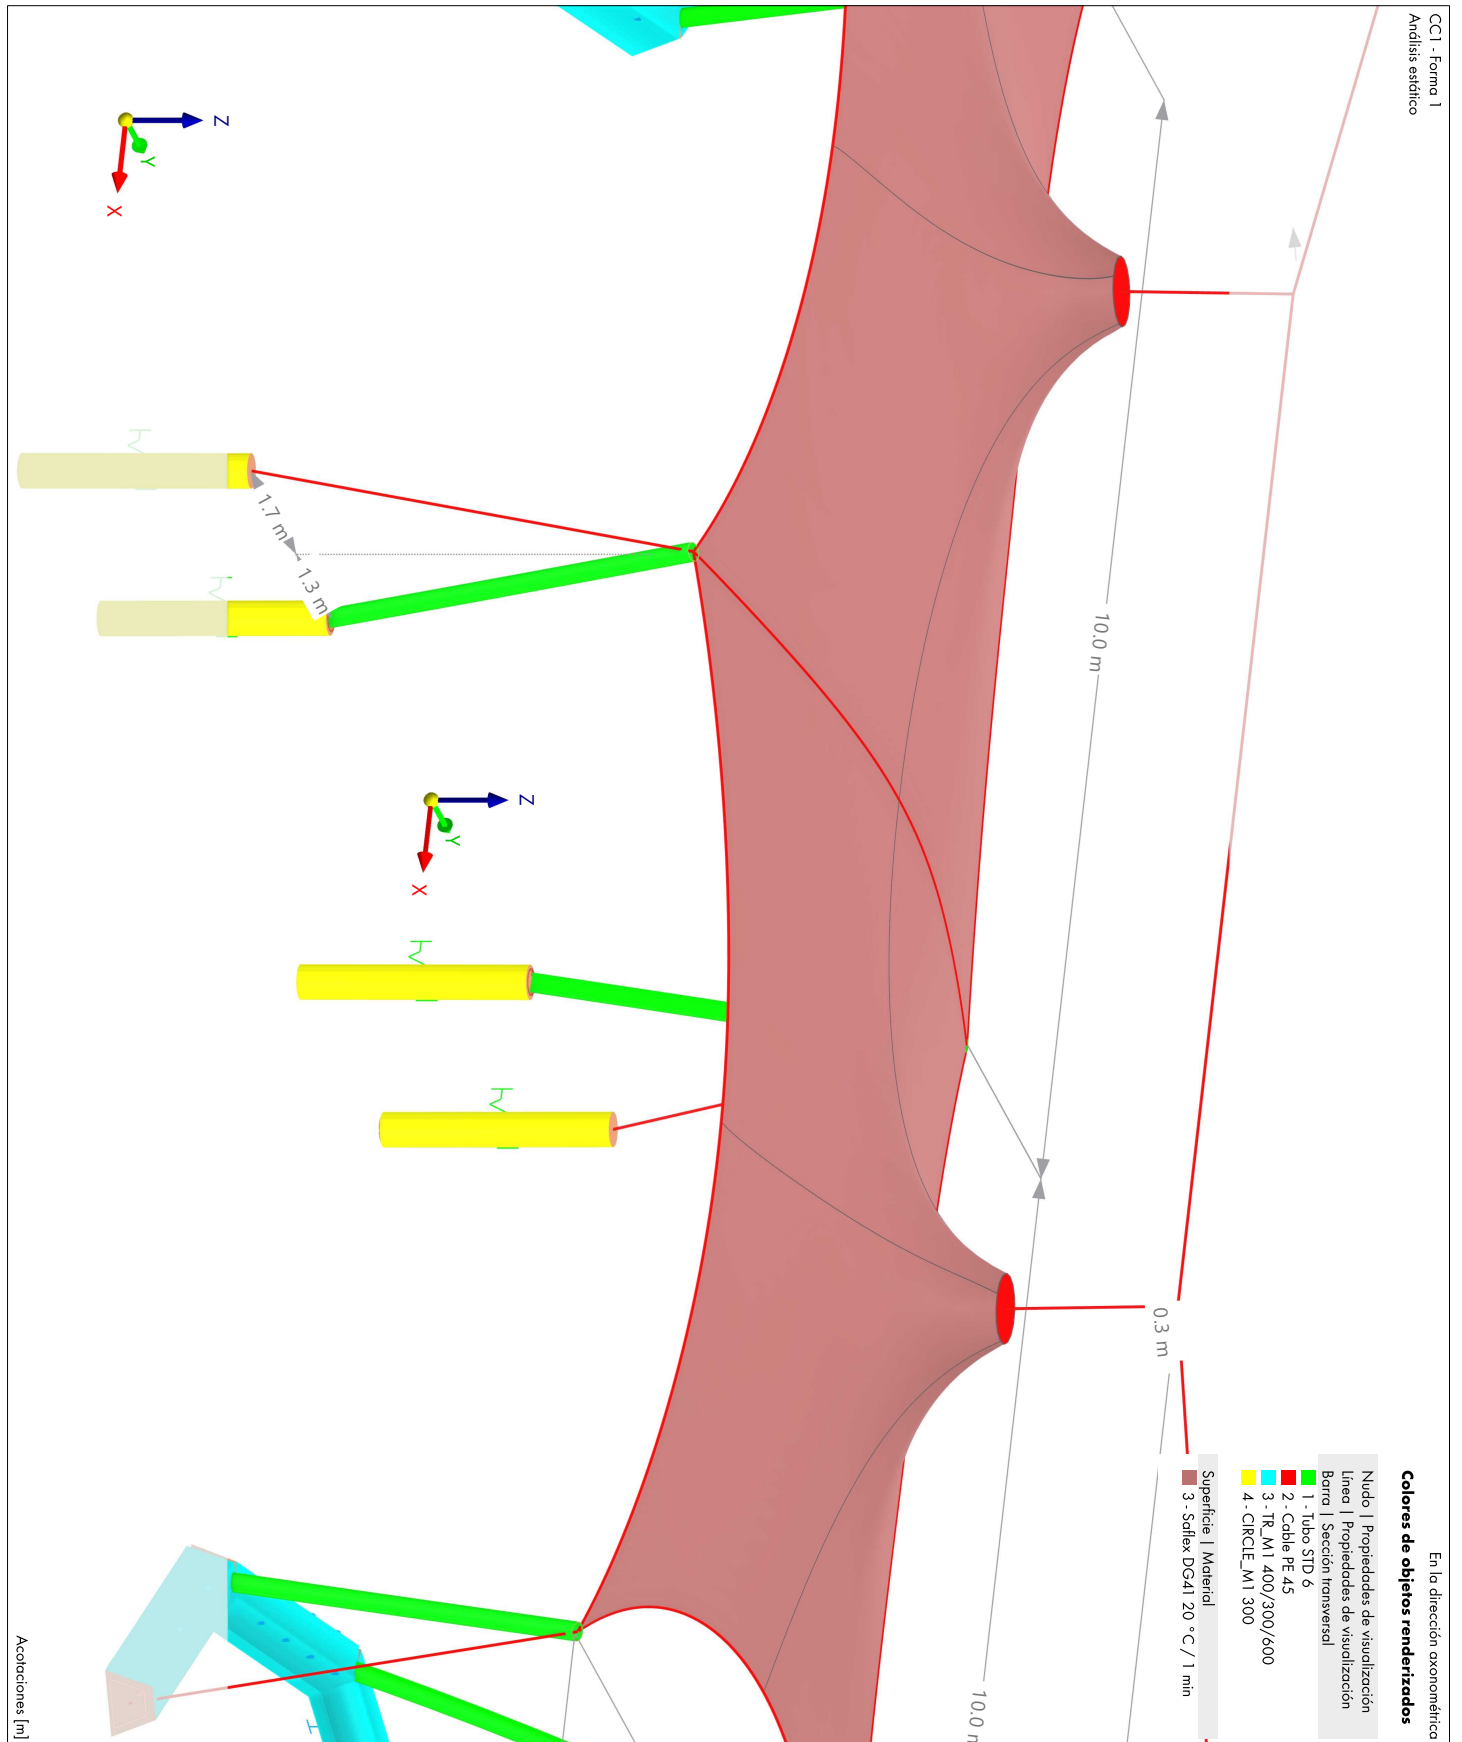 CC1 - Forma 1
Análisis estático
En la dirección axonométrica
Colores de objetos renderizados
Nudo | Propiedades de visualización
Línea | Propiedades de visualización
Barra | Sección transversal
1 - Tubo STD 6
2 - Cable PE 45
3 - TR_M1 400/300/600
4 - CIRCLE_M1 300
Superficie | Material
3 - Saflex DG41 20 °C / 1 min
0.3 m
10.0 m
10.0 m
Z
Y
X
Z
Y
X
1.7 m
1.3 m
Acotaciones [m]